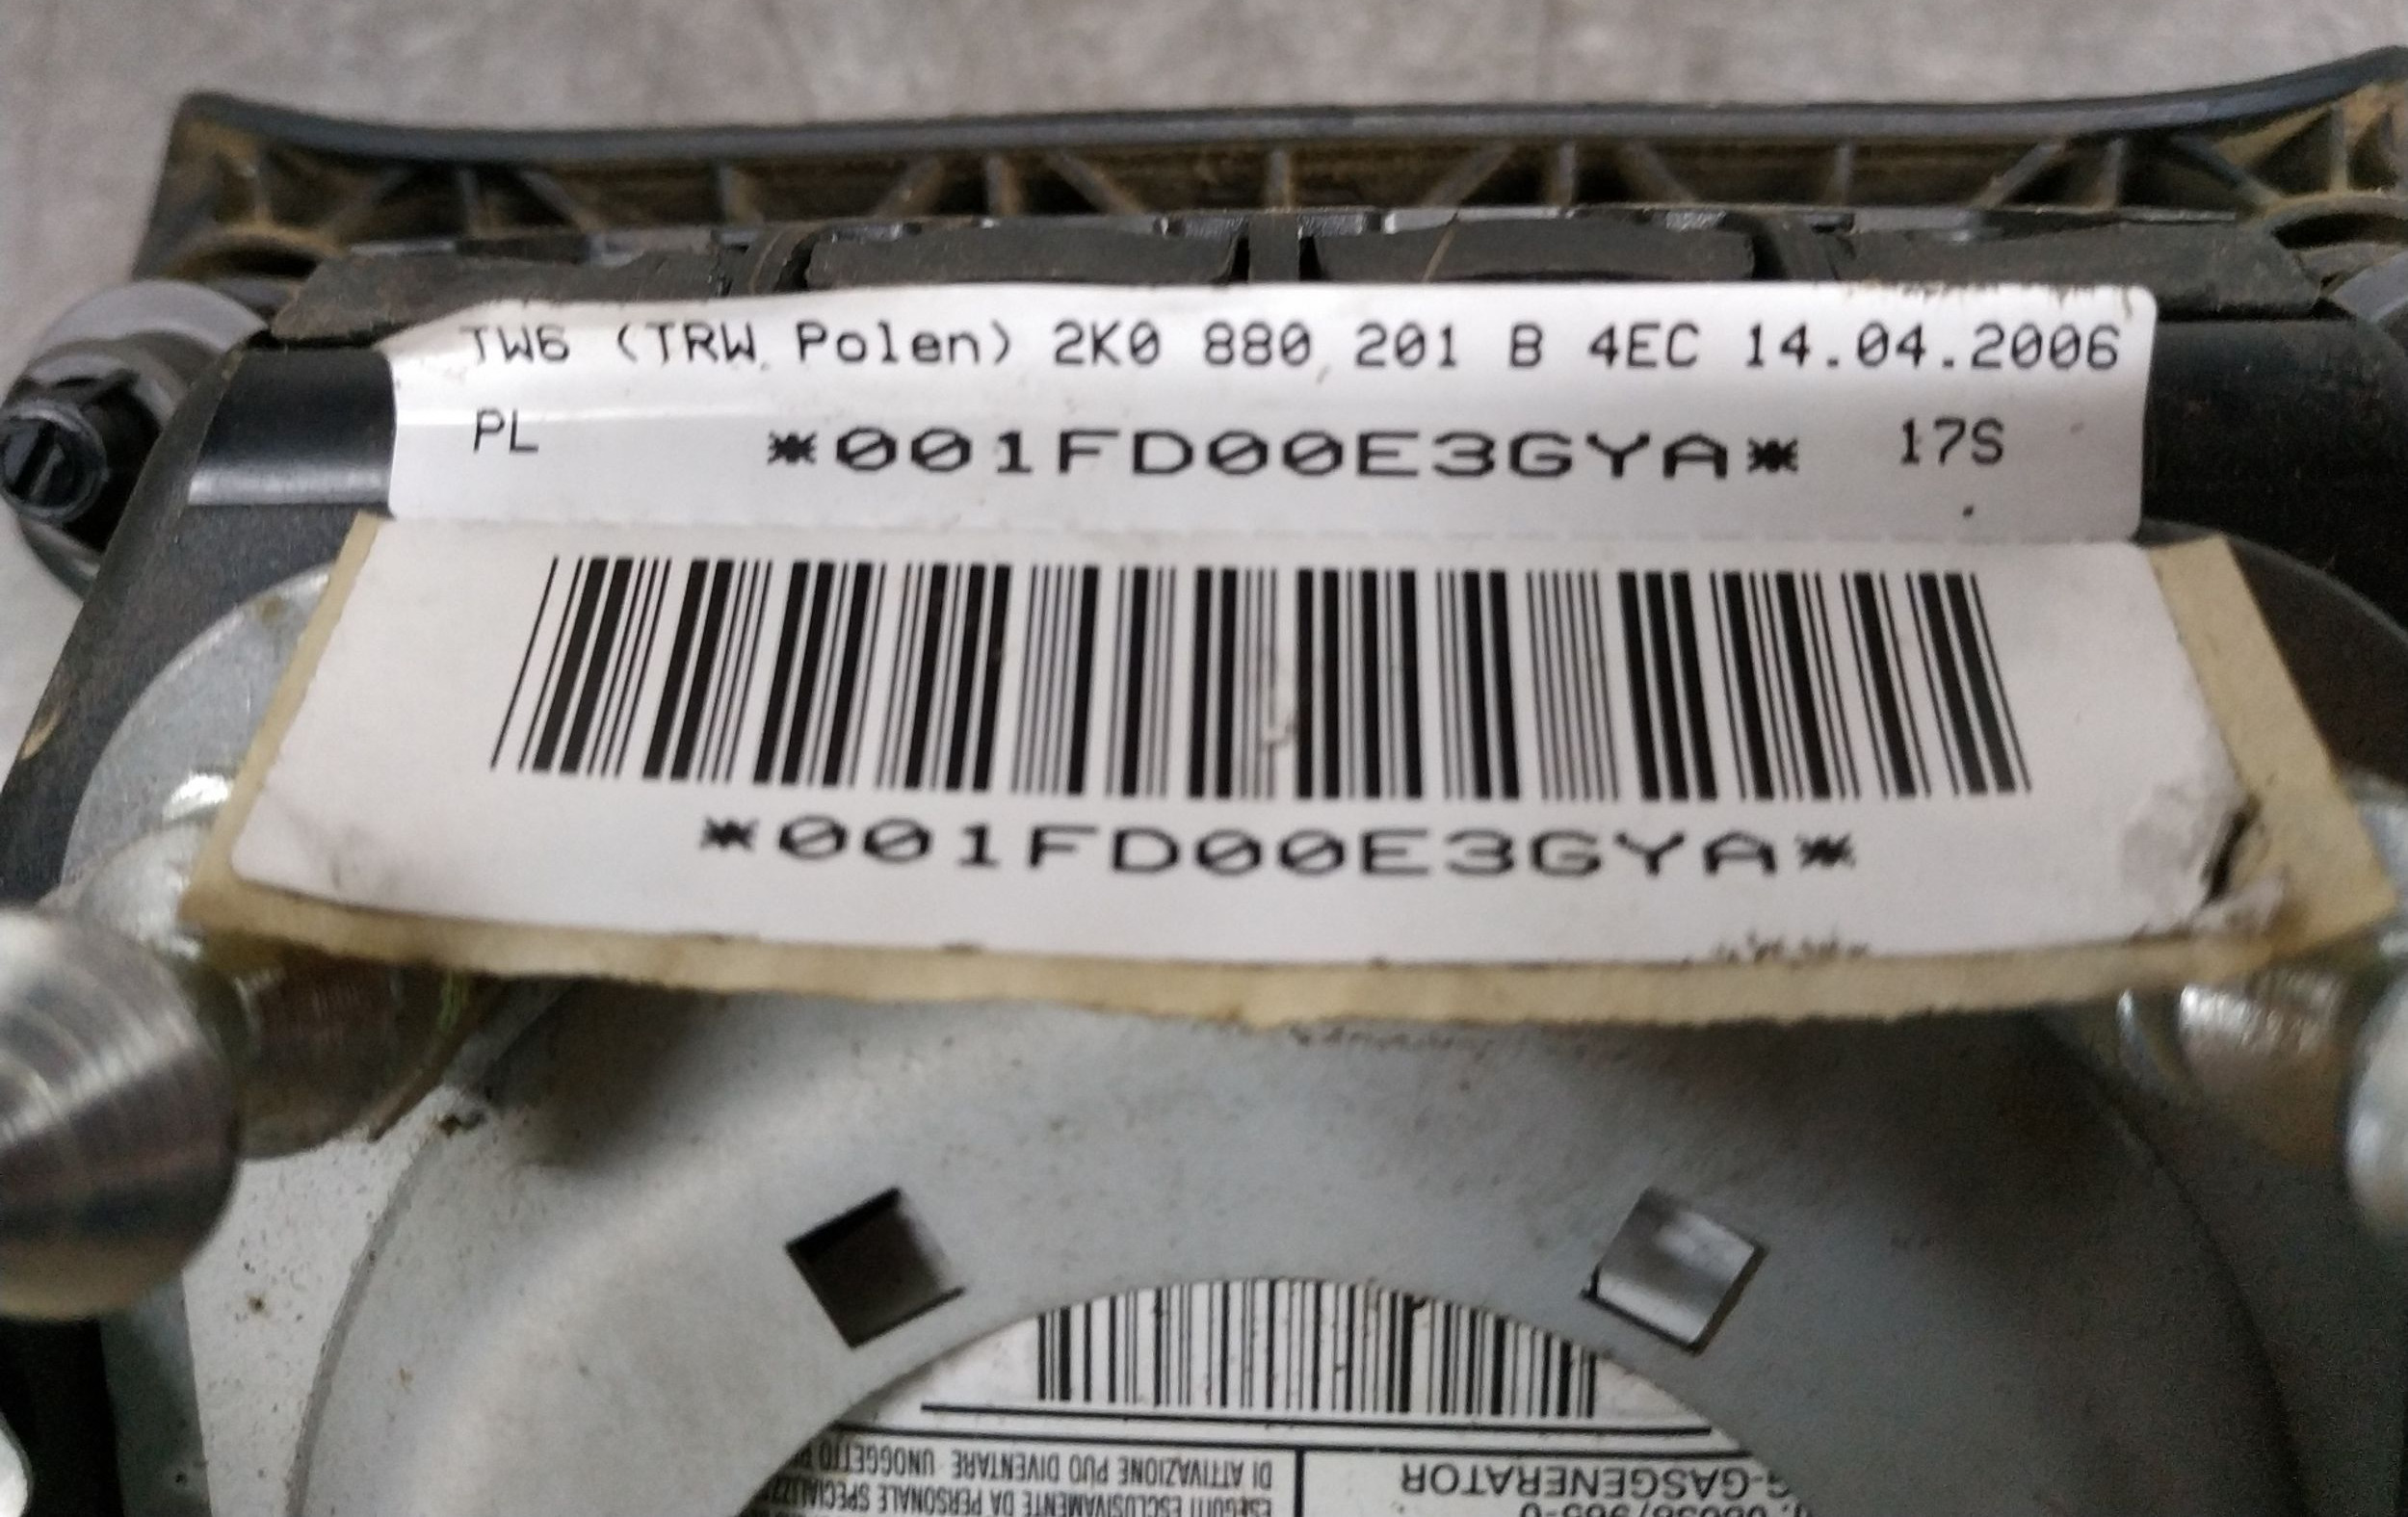 TW6 (TRW Polen) 2K0 880 201 B 4EC 14.04.2006
PL *001FD00E3GYA* 17S
*001FD00E3GYA*
-GASGENERATOR
DI ATTIVAZIONE PUO DIVENTARE UNOGGETTO
ESEGUITI ESCLUSIVAMENTE DA PERSONALE